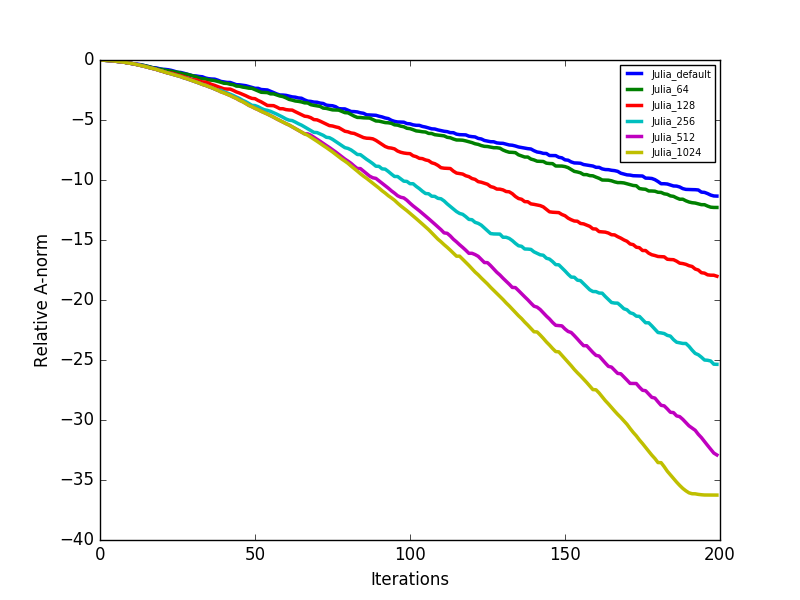 0
−5
−10
−15
−20
−25
−30
−35
−40
Relative A-norm
0 50 100 150 200
Iterations
Julia_default
Julia_64
Julia_128
Julia_256
Julia_512
Julia_1024